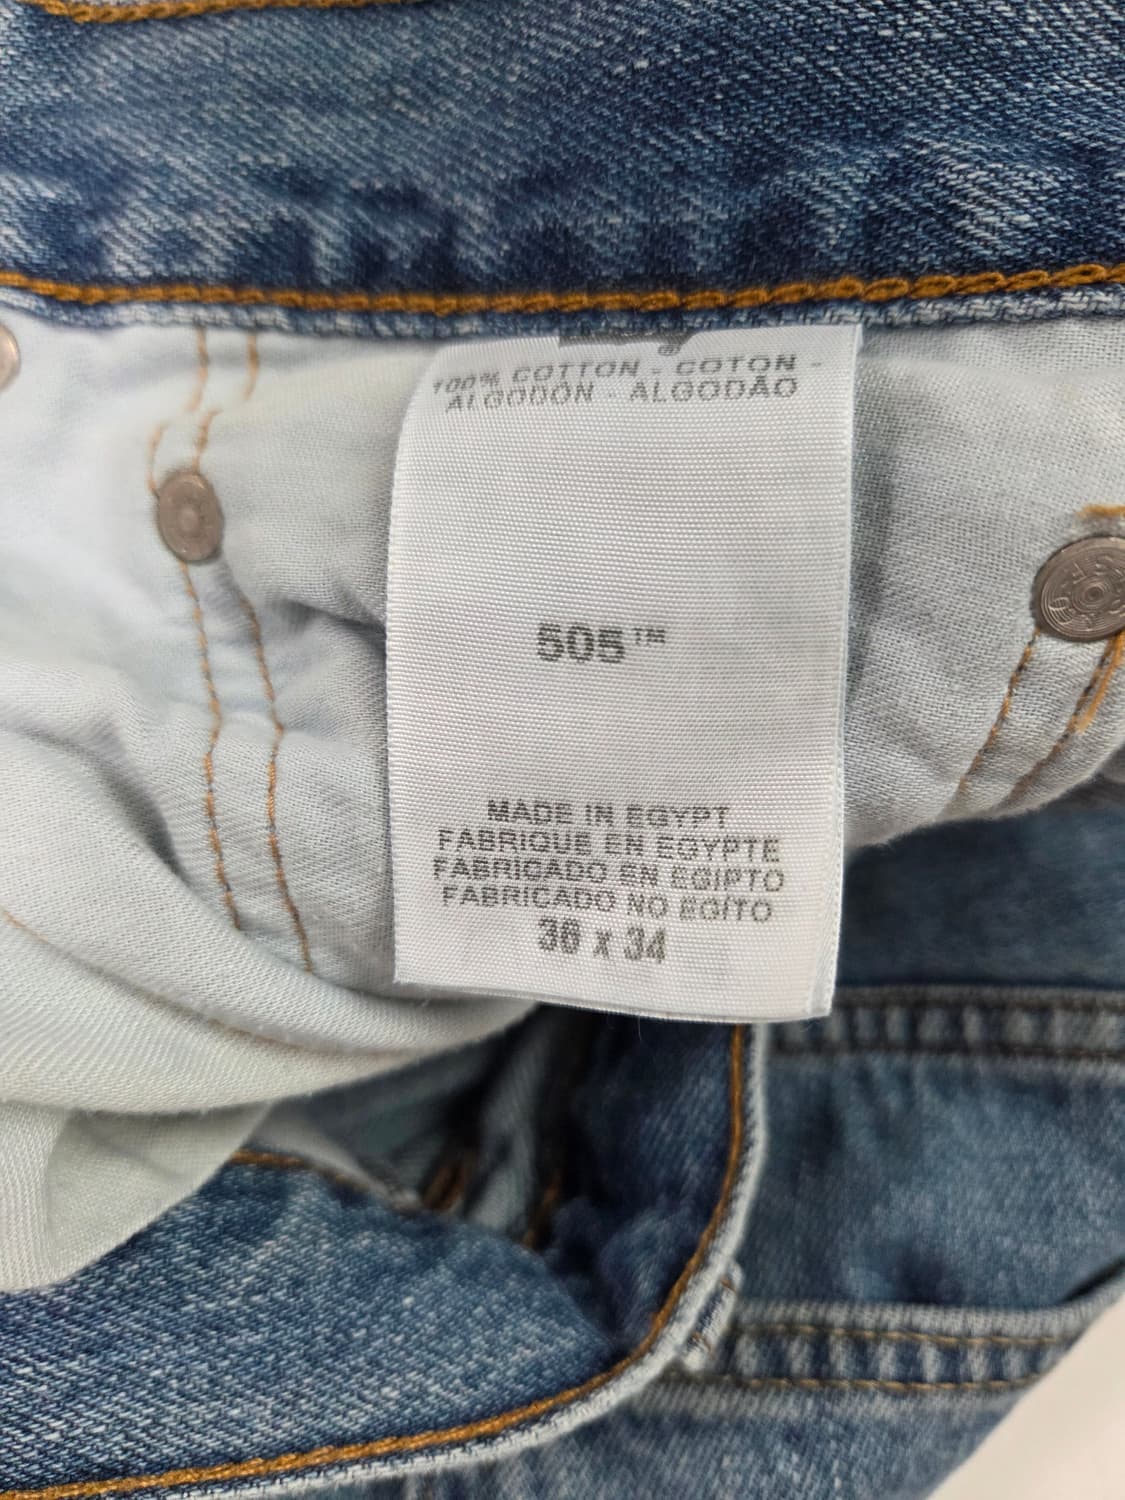 ®
100% COTTON - COTON -
ALGODÓN - ALGODÃO
505™
MADE IN EGYPT
FABRIQUE EN EGYPTE
FABRICADO EN EGIPTO
FABRICADO NO EGITO
36 x 34